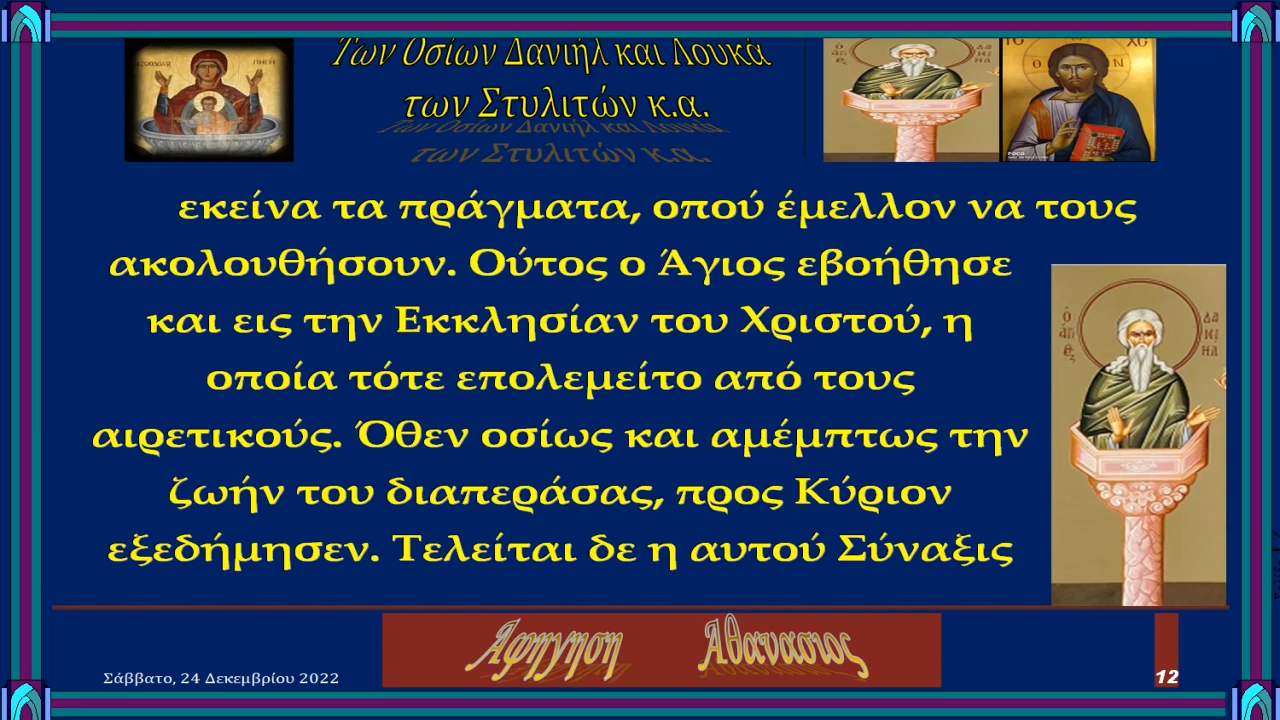 Των Οσίων Δανιήλ και Λουκά
των Στυλιτών κ.α.
εκείνα τα πράγματα, οπού έμελλον να τους
ακολουθήσουν. Ούτος ο Άγιος εβοήθησε
και εις την Εκκλησίαν του Χριστού, η
οποία τότε επολεμείτο από τους
αιρετικούς. Όθεν οσίως και αμέμπτως την
ζωήν του διαπεράσας, προς Κύριον
εξεδήμησεν. Τελείται δε η αυτού Σύναξις
Αφηγηση Αθανασιος
Σάββατο, 24 Δεκεμβρίου 2022
12